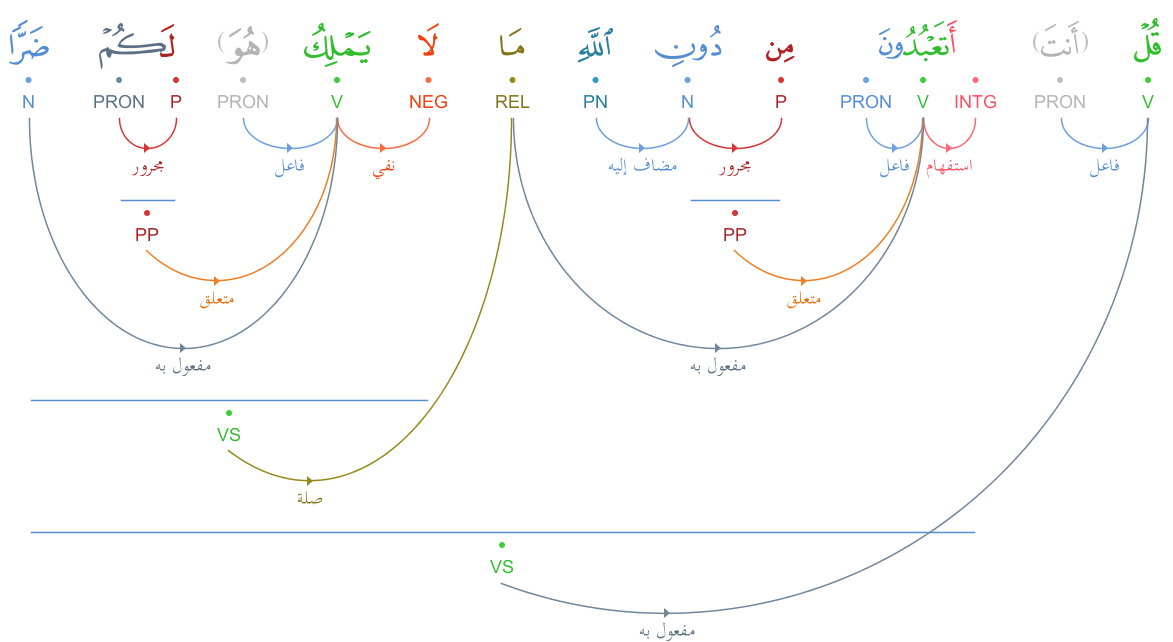 قُلْ (أَنتَ) أَتَعْبُدُونَ مِن دُونِ ٱللَّهِ مَا لَا يَمْلِكُ (هُوَ) لَكُمْ ضَرًّا
V PRON INTG V PRON P N PN REL NEG V PRON P PRON N
فاعل استفهام فاعل مجرور مضاف إليه نفي فاعل مجرور
PP PP
متعلق متعلق
مفعول به مفعول به
VS
صلة
VS
مفعول به